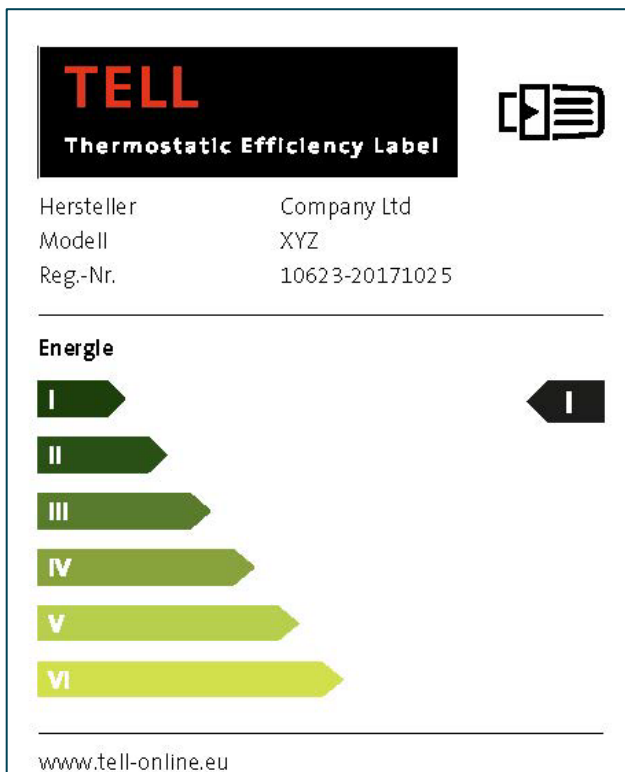 TELL
Thermostatic Efficiency Label
Hersteller Company Ltd
Modell XYZ
Reg.-Nr. 10623-20171025
Energie
I I
II
III
IV
V
VI
www.tell-online.eu